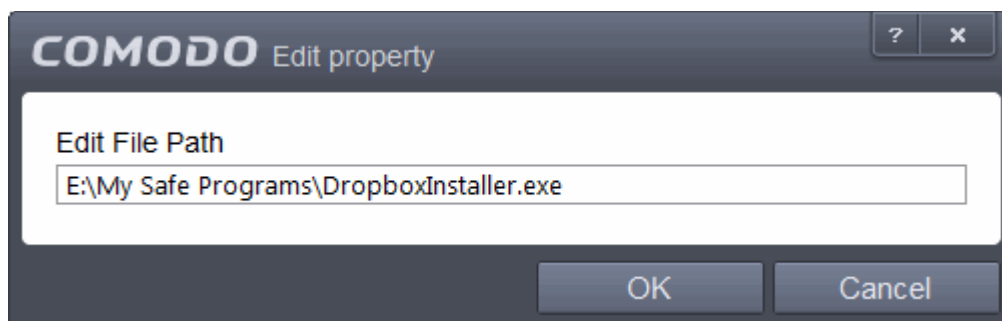 COMODO Edit property ? ×
Edit File Path
E:\My Safe Programs\DropboxInstaller.exe
OK Cancel